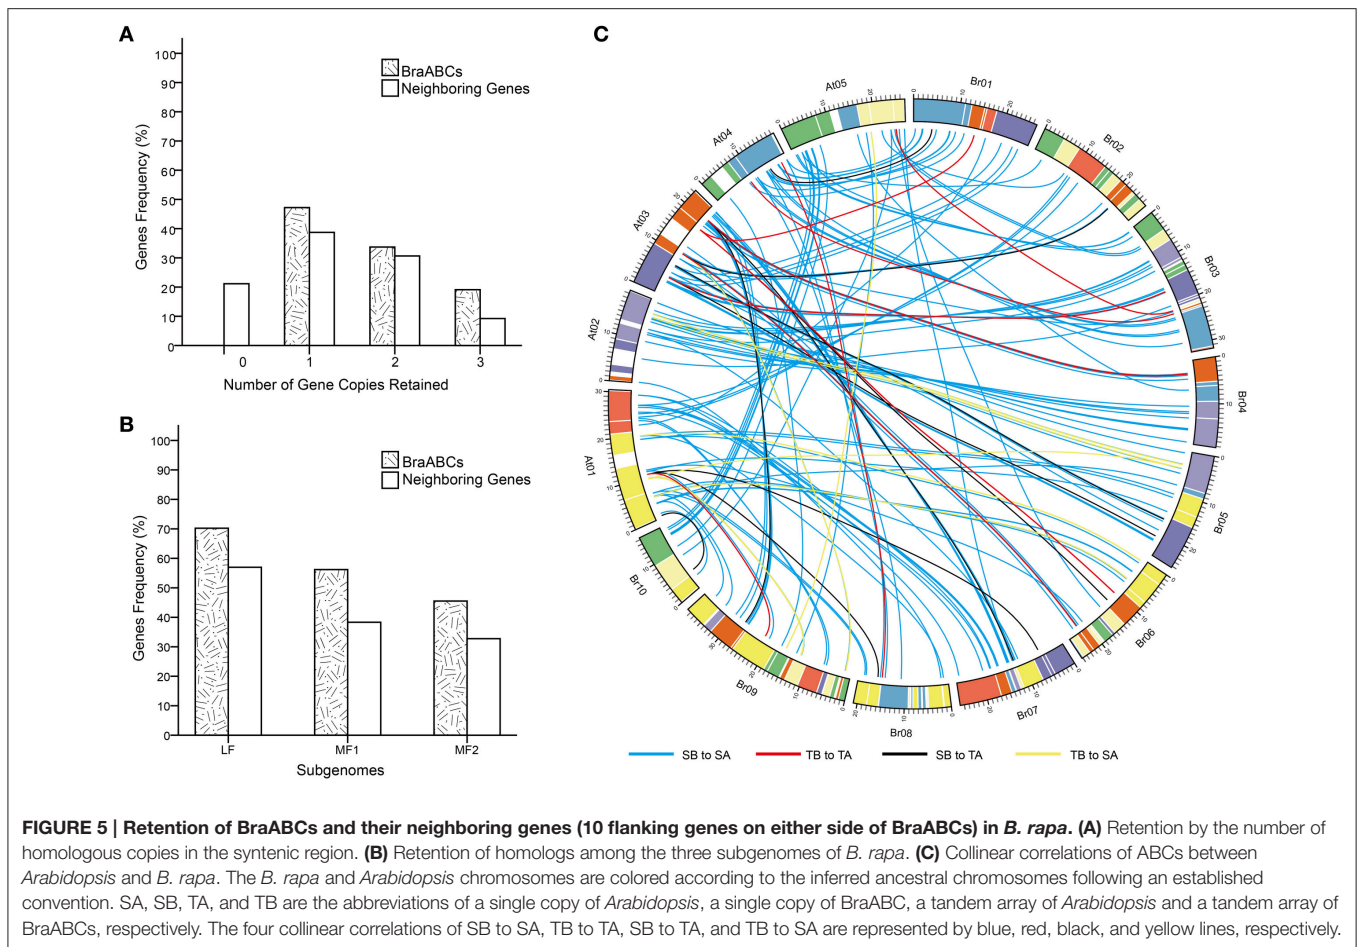 A
100
90
80
70
60
50
40
30
20
10
0
Genes Frequency (%)
BraABCs
Neighboring Genes
0 1 2 3
Number of Gene Copies Retained
B
100
90
80
70
60
50
40
30
20
10
0
Genes Frequency (%)
BraABCs
Neighboring Genes
LF MF1 MF2
Subgenomes
C
At05
Br01
Br02
Br03
Br04
Br05
Br06
Br07
Br08
Br09
Br10
At01
At02
At03
At04
SB to SA TB to TA SB to TA TB to SA
FIGURE 5 | Retention of BraABCs and their neighboring genes (10 flanking genes on either side of BraABCs) in B. rapa. (A) Retention by the number of
homologous copies in the syntenic region. (B) Retention of homologs among the three subgenomes of B. rapa. (C) Collinear correlations of ABCs between
Arabidopsis and B. rapa. The B. rapa and Arabidopsis chromosomes are colored according to the inferred ancestral chromosomes following an established
convention. SA, SB, TA, and TB are the abbreviations of a single copy of Arabidopsis, a single copy of BraABC, a tandem array of Arabidopsis and a tandem array of
BraABCs, respectively. The four collinear correlations of SB to SA, TB to TA, SB to TA, and TB to SA are represented by blue, red, black, and yellow lines, respectively.